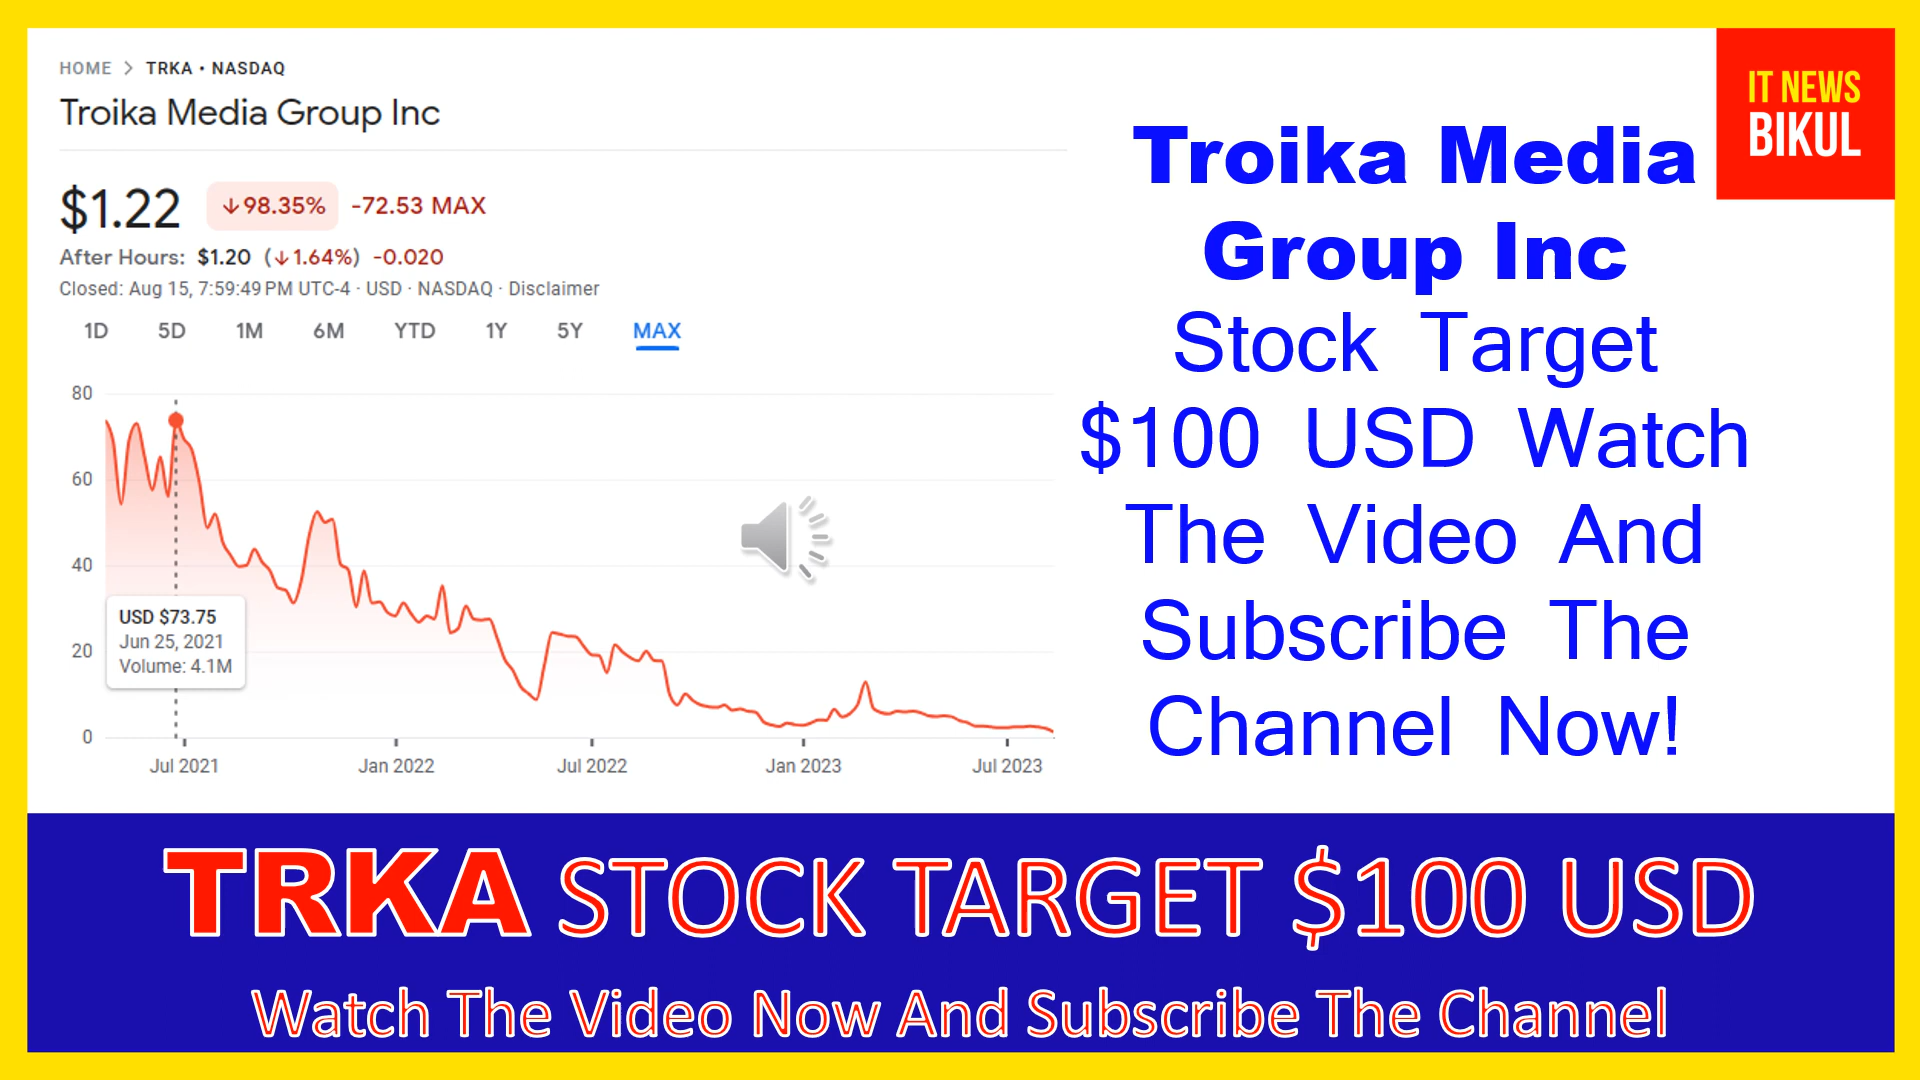 HOME > TRKA • NASDAQ
Troika Media Group Inc
$1.22 ↓98.35% -72.53 MAX
After Hours: $1.20 (↓1.64%) -0.020
Closed: Aug 15, 7:59:49 PM UTC-4 · USD · NASDAQ · Disclaimer
1D 5D 1M 6M YTD 1Y 5Y MAX
80
60
40
20
0
USD $73.75
Jun 25, 2021
Volume: 4.1M
Jul 2021 Jan 2022 Jul 2022 Jan 2023 Jul 2023
IT NEWS
BIKUL
Troika Media
Group Inc
Stock Target
$100 USD Watch
The Video And
Subscribe The
Channel Now!
TRKA STOCK TARGET $100 USD
Watch The Video Now And Subscribe The Channel